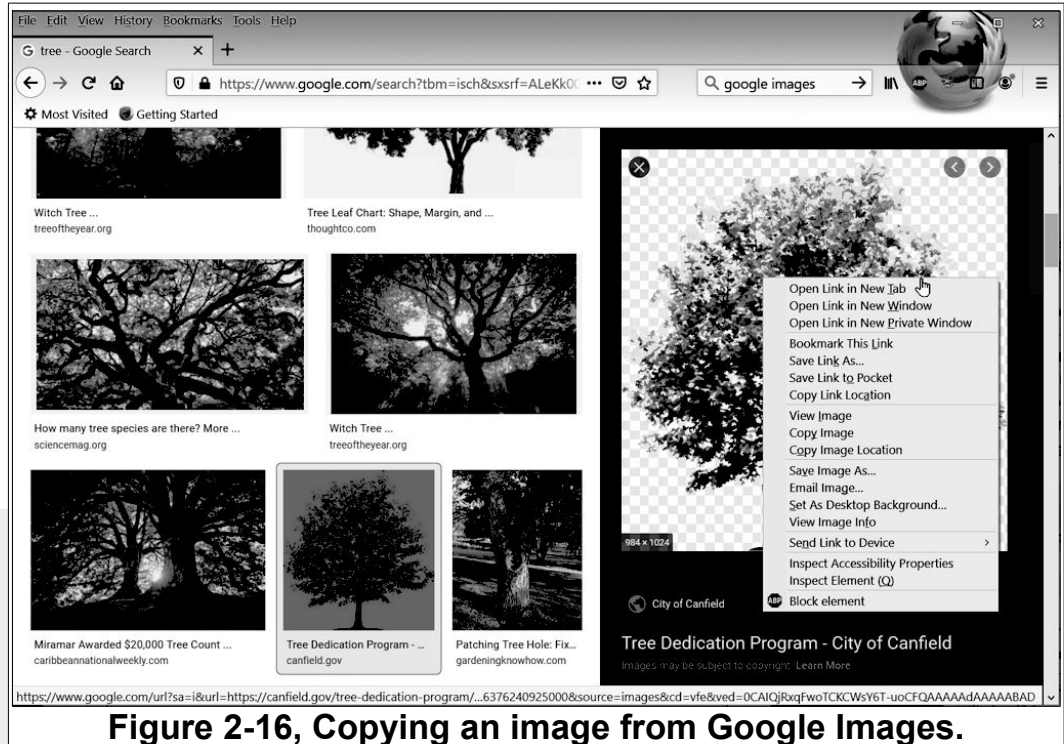 File Edit View History Bookmarks Tools Help
G tree - Google Search × +
https://www.google.com/search?tbm=isch&sxsrf=ALeKk0 ••• google images ABP
Most Visited Getting Started
Witch Tree ...
treeoftheyear.org
Tree Leaf Chart: Shape, Margin, and ...
thoughtco.com
How many tree species are there? More ...
sciencemag.org
Witch Tree ...
treeoftheyear.org
Miramar Awarded $20,000 Tree Count ...
caribbeannationalweekly.com
Tree Dedication Program - ...
canfield.gov
Patching Tree Hole: Fix...
gardeningknowhow.com
Open Link in New Tab
Open Link in New Window
Open Link in New Private Window
Bookmark This Link
Save Link As...
Save Link to Pocket
Copy Link Location
View Image
Copy Image
Copy Image Location
Save Image As...
Email Image...
Set As Desktop Background...
View Image Info
Send Link to Device >
Inspect Accessibility Properties
Inspect Element (Q)
ABP Block element
984 × 1024
City of Canfield
Tree Dedication Program - City of Canfield
Images may be subject to copyright. Learn More
https://www.google.com/url?sa=i&url=https://canfield.gov/tree-dedication-program/...6376240925000&source=images&cd=vfe&ved=0CAIQjRxqFwoTCKCWsY6T-uoCFQAAAAAdAAAAABAD
Figure 2-16, Copying an image from Google Images.